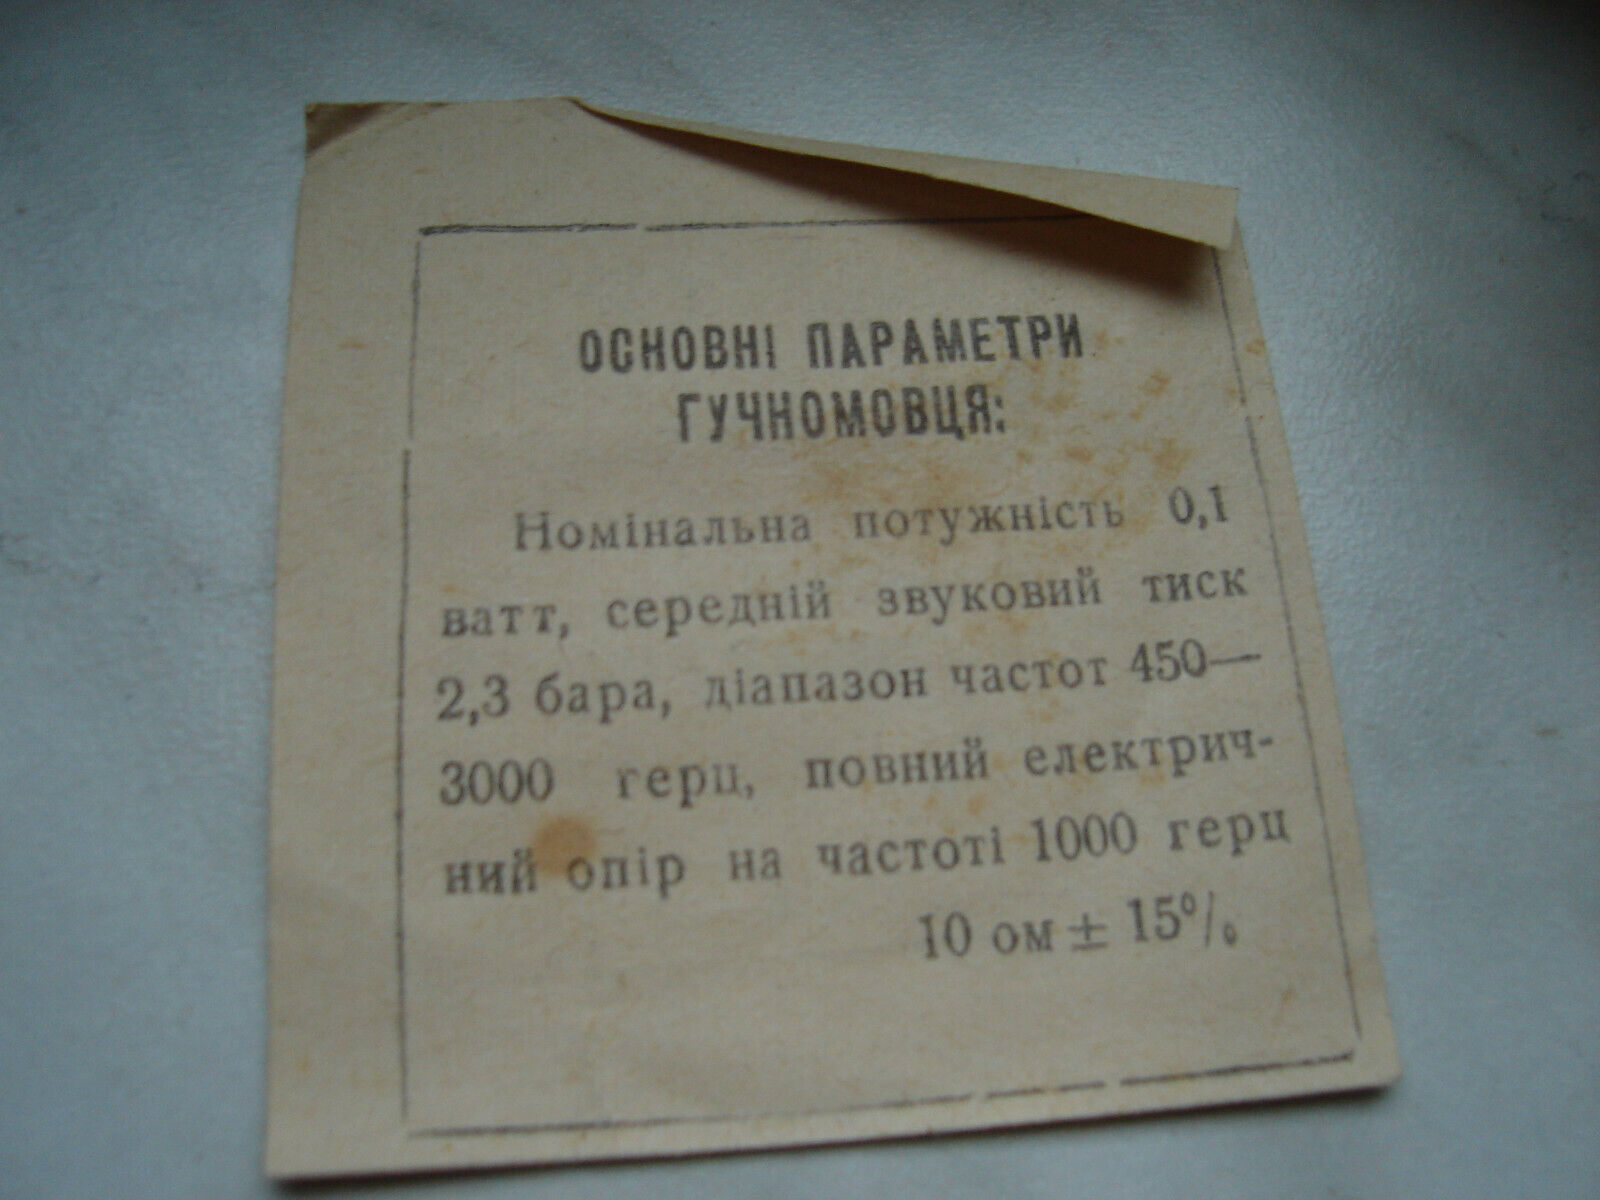 ОСНОВНІ ПАРАМЕТРИ
ГУЧНОМОВЦЯ:
Номінальна потужність 0,1
ватт, середній звуковий тиск
2,3 бара, діапазон частот 450—
3000 герц, повний електрич-
ний опір на частоті 1000 герц
10 ом ± 15%